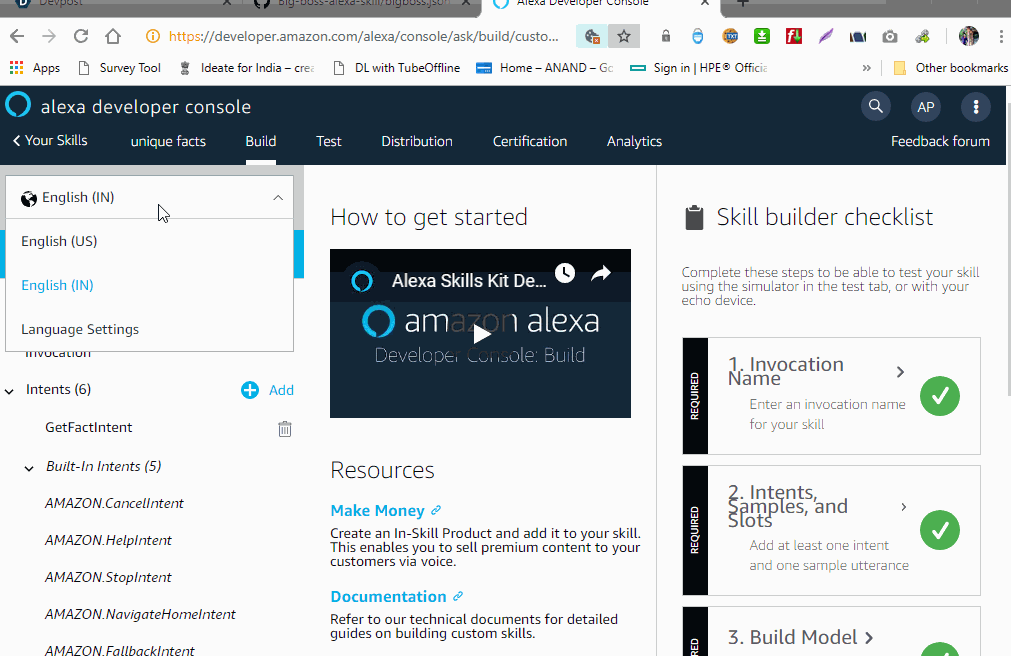 Devpost
Big-boss-alexa-skill/bigboss.json
Alexa Developer Console
https://developer.amazon.com/alexa/console/ask/build/custo...
Apps
Survey Tool
Ideate for India – crea
DL with TubeOffline
Home – ANAND – Go
Sign in | HPE® Officia
»
Other bookmarks
alexa developer console
AP
Your Skills
unique facts
Build
Test
Distribution
Certification
Analytics
Feedback forum
English (IN)
English (US)
English (IN)
Language Settings
Invocation
Intents (6)
Add
GetFactIntent
Built-In Intents (5)
AMAZON.CancelIntent
AMAZON.HelpIntent
AMAZON.StopIntent
AMAZON.NavigateHomeIntent
AMAZON.FallbackIntent
How to get started
Alexa Skills Kit De...
amazon alexa
Developer Console: Build
Resources
Make Money
Create an In-Skill Product and add it to your skill.
This enables you to sell premium content to your
customers via voice.
Documentation
Refer to our technical documents for detailed
guides on building custom skills.
Skill builder checklist
Complete these steps to be able to test your skill
using the simulator in the test tab, or with your
echo device.
REQUIRED
1. Invocation
Name
Enter an invocation name
for your skill
REQUIRED
2. Intents,
Samples, and
Slots
Add at least one intent
and one sample utterance
REQUIRED
3. Build Model